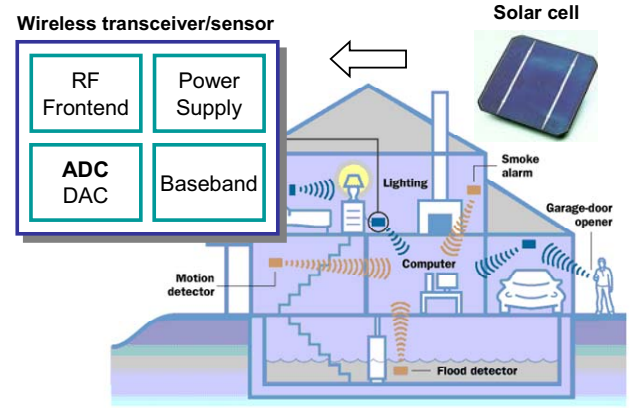 Wireless transceiver/sensor
Solar cell
RF
Frontend
Power
Supply
ADC
DAC
Baseband
Lighting
Smoke
alarm
Garage-door
opener
Motion
detector
Computer
Flood detector